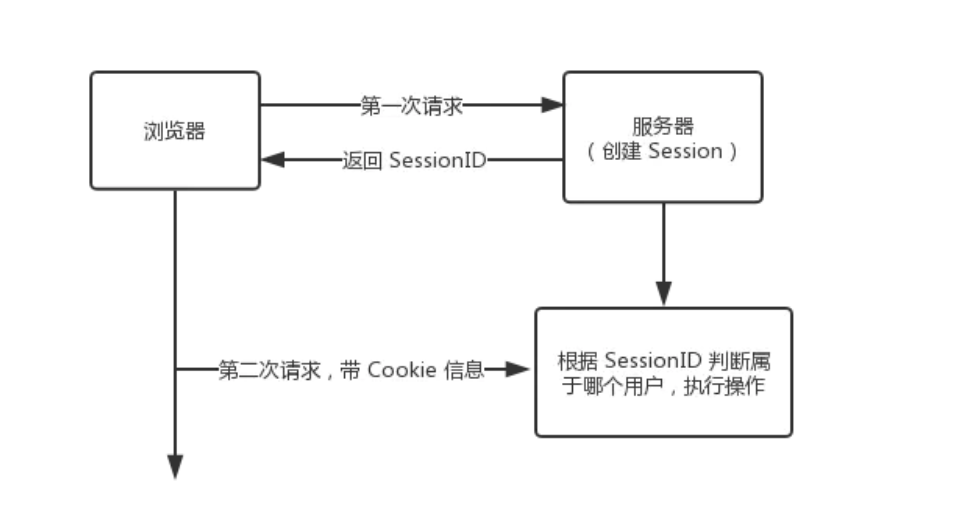 浏览器
第一次请求
返回 SessionID
服务器
（创建 Session）
第二次请求，带 Cookie 信息
根据 SessionID 判断属
于哪个用户，执行操作